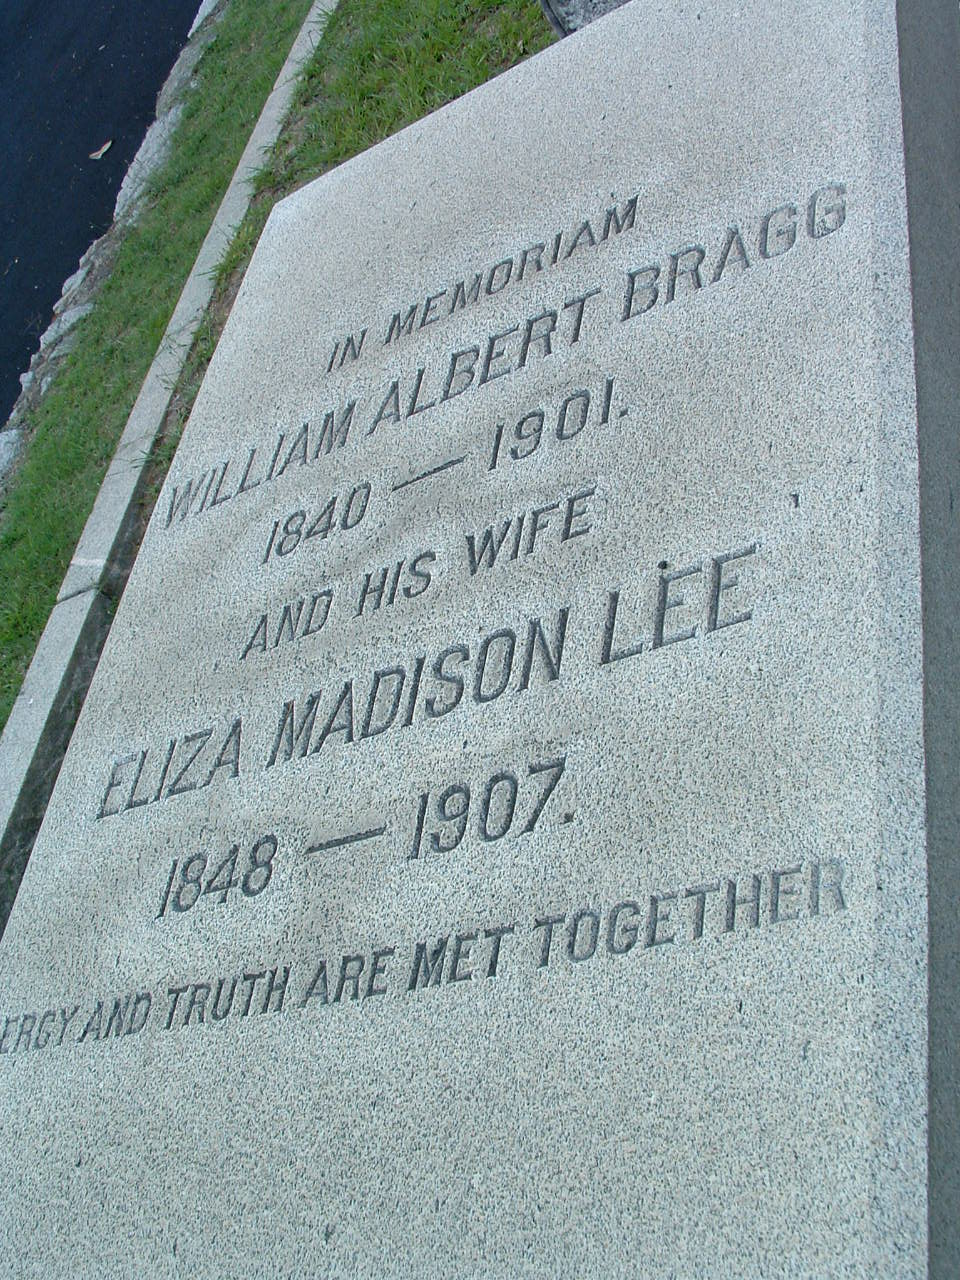 IN MEMORIAM
WILLIAM ALBERT BRAGG
1840 — 1901.
AND HIS WIFE
ELIZA MADISON LEE
1848 — 1907.
ERCY AND TRUTH ARE MET TOGETHER